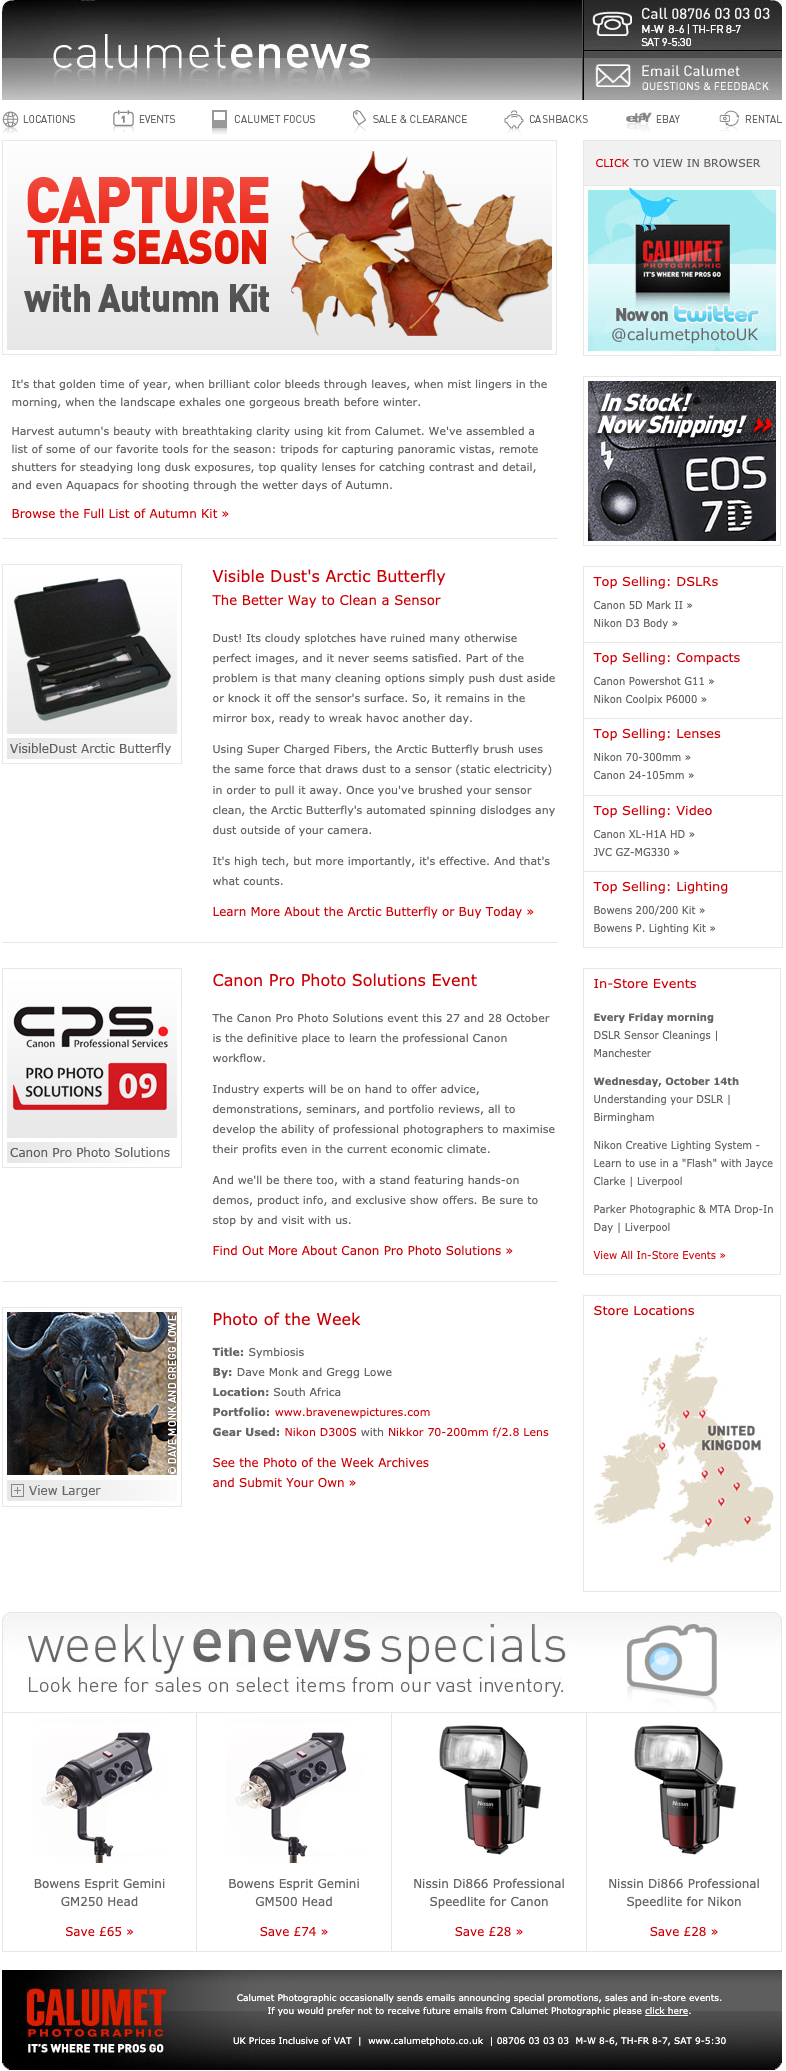 calumetenews
Call 08706 03 03 03
M-W 8-6 | TH-FR 8-7
SAT 9-5:30
Email Calumet
QUESTIONS & FEEDBACK
LOCATIONS
EVENTS
CALUMET FOCUS
SALE & CLEARANCE
CASHBACKS
ebay EBAY
RENTAL
CAPTURE
THE SEASON
with Autumn Kit
It's that golden time of year, when brilliant color bleeds through leaves, when mist lingers in the
morning, when the landscape exhales one gorgeous breath before winter.
Harvest autumn's beauty with breathtaking clarity using kit from Calumet. We've assembled a
list of some of our favorite tools for the season: tripods for capturing panoramic vistas, remote
shutters for steadying long dusk exposures, top quality lenses for catching contrast and detail,
and even Aquapacs for shooting through the wetter days of Autumn.
Browse the Full List of Autumn Kit »
CLICK TO VIEW IN BROWSER
CALUMET
PHOTOGRAPHIC
IT'S WHERE THE PROS GO
Now on twitter
@calumetphotoUK
In Stock!
Now Shipping! »
EOS
7D
VisibleDust Arctic Butterfly
Visible Dust's Arctic Butterfly
The Better Way to Clean a Sensor
Dust! Its cloudy splotches have ruined many otherwise
perfect images, and it never seems satisfied. Part of the
problem is that many cleaning options simply push dust aside
or knock it off the sensor's surface. So, it remains in the
mirror box, ready to wreak havoc another day.
Using Super Charged Fibers, the Arctic Butterfly brush uses
the same force that draws dust to a sensor (static electricity)
in order to pull it away. Once you've brushed your sensor
clean, the Arctic Butterfly's automated spinning dislodges any
dust outside of your camera.
It's high tech, but more importantly, it's effective. And that's
what counts.
Learn More About the Arctic Butterfly or Buy Today »
Top Selling: DSLRs
Canon 5D Mark II »
Nikon D3 Body »
Top Selling: Compacts
Canon Powershot G11 »
Nikon Coolpix P6000 »
Top Selling: Lenses
Nikon 70-300mm »
Canon 24-105mm »
Top Selling: Video
Canon XL-H1A HD »
JVC GZ-MG330 »
Top Selling: Lighting
Bowens 200/200 Kit »
Bowens P. Lighting Kit »
cps.
Canon Professional Services
PRO PHOTO
SOLUTIONS 09
Canon Pro Photo Solutions
Canon Pro Photo Solutions Event
The Canon Pro Photo Solutions event this 27 and 28 October
is the definitive place to learn the professional Canon
workflow.
Industry experts will be on hand to offer advice,
demonstrations, seminars, and portfolio reviews, all to
develop the ability of professional photographers to maximise
their profits even in the current economic climate.
And we'll be there too, with a stand featuring hands-on
demos, product info, and exclusive show offers. Be sure to
stop by and visit with us.
Find Out More About Canon Pro Photo Solutions »
In-Store Events
Every Friday morning
DSLR Sensor Cleanings |
Manchester
Wednesday, October 14th
Understanding your DSLR |
Birmingham
Nikon Creative Lighting System -
Learn to use in a "Flash" with Jayce
Clarke | Liverpool
Parker Photographic & MTA Drop-In
Day | Liverpool
View All In-Store Events »
© DAVE MONK AND GREGG LOWE
View Larger
Photo of the Week
Title: Symbiosis
By: Dave Monk and Gregg Lowe
Location: South Africa
Portfolio: www.bravenewpictures.com
Gear Used: Nikon D300S with Nikkor 70-200mm f/2.8 Lens
See the Photo of the Week Archives
and Submit Your Own »
Store Locations
UNITED
KINGDOM
weekly enews specials
Look here for sales on select items from our vast inventory.
Bowens Esprit Gemini
GM250 Head
Save £65 »
Bowens Esprit Gemini
GM500 Head
Save £74 »
Nissin
Nissin Di866 Professional
Speedlite for Canon
Save £28 »
Nissin
Nissin Di866 Professional
Speedlite for Nikon
Save £28 »
CALUMET
PHOTOGRAPHIC
IT'S WHERE THE PROS GO
Calumet Photographic occasionally sends emails announcing special promotions, sales and in-store events.
If you would prefer not to receive future emails from Calumet Photographic please click here.
UK Prices Inclusive of VAT | www.calumetphoto.co.uk | 08706 03 03 03 M-W 8-6, TH-FR 8-7, SAT 9-5:30